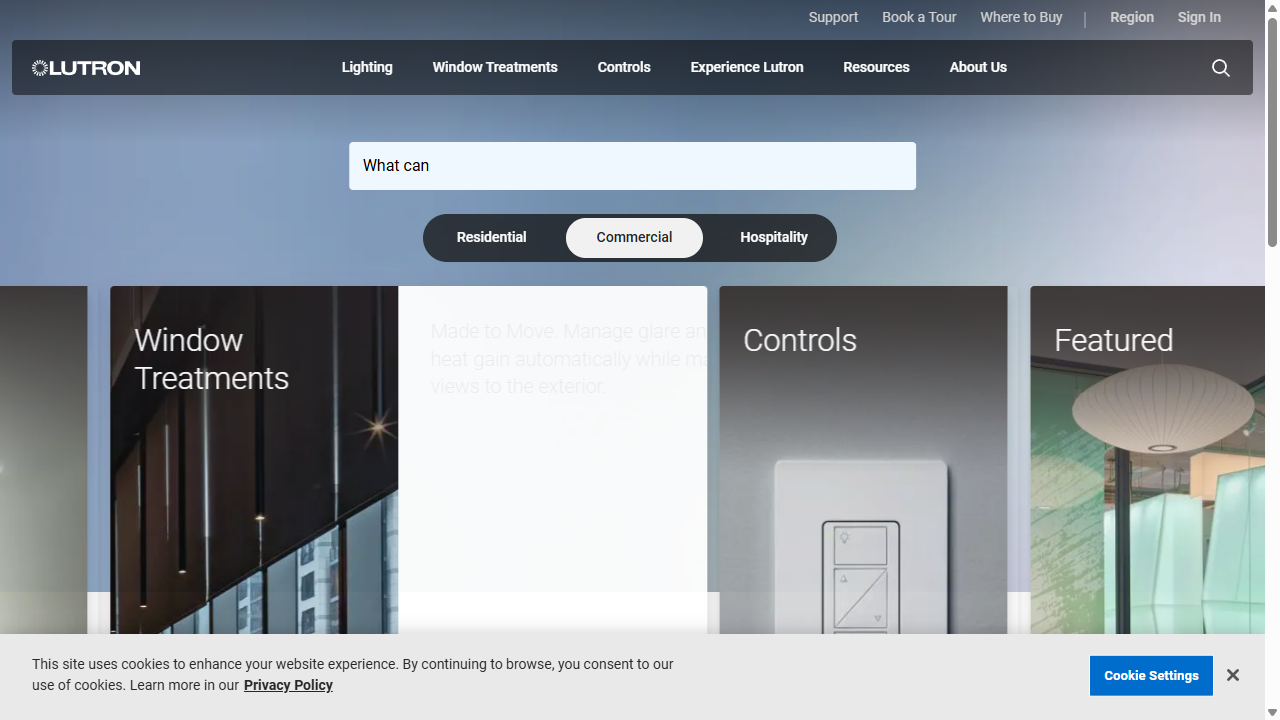 Support Book a Tour Where to Buy Region Sign In
LUTRON Lighting Window Treatments Controls Experience Lutron Resources About Us
What can
Residential Commercial Hospitality
Window
Treatments
Made to Move. Manage glare an
heat gain automatically while ma
views to the exterior.
Controls
Featured
This site uses cookies to enhance your website experience. By continuing to browse, you consent to our
use of cookies. Learn more in our Privacy Policy
Cookie Settings